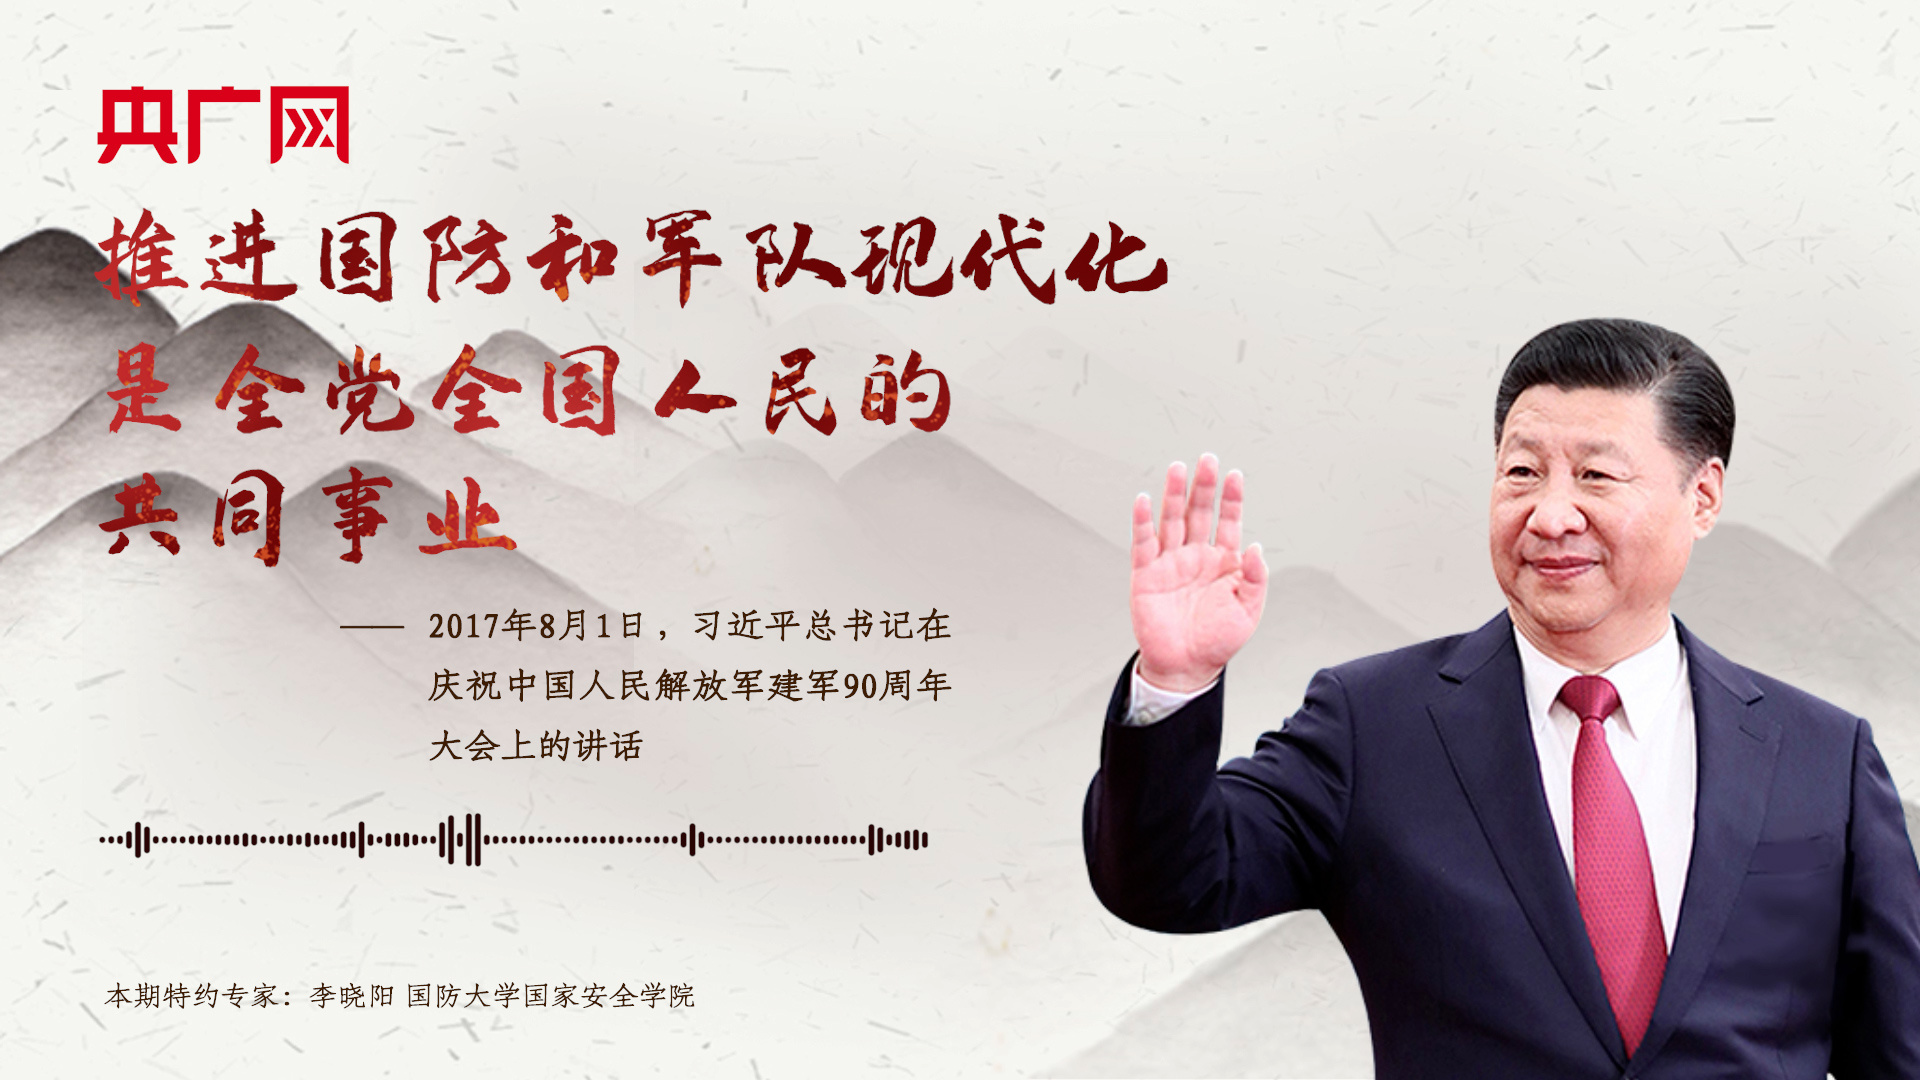 央广网
推进国防和军队现代化
是全党全国人民的
共同事业
—— 2017年8月1日，习近平总书记在
庆祝中国人民解放军建军90周年
大会上的讲话
本期特约专家：李晓阳 国防大学国家安全学院